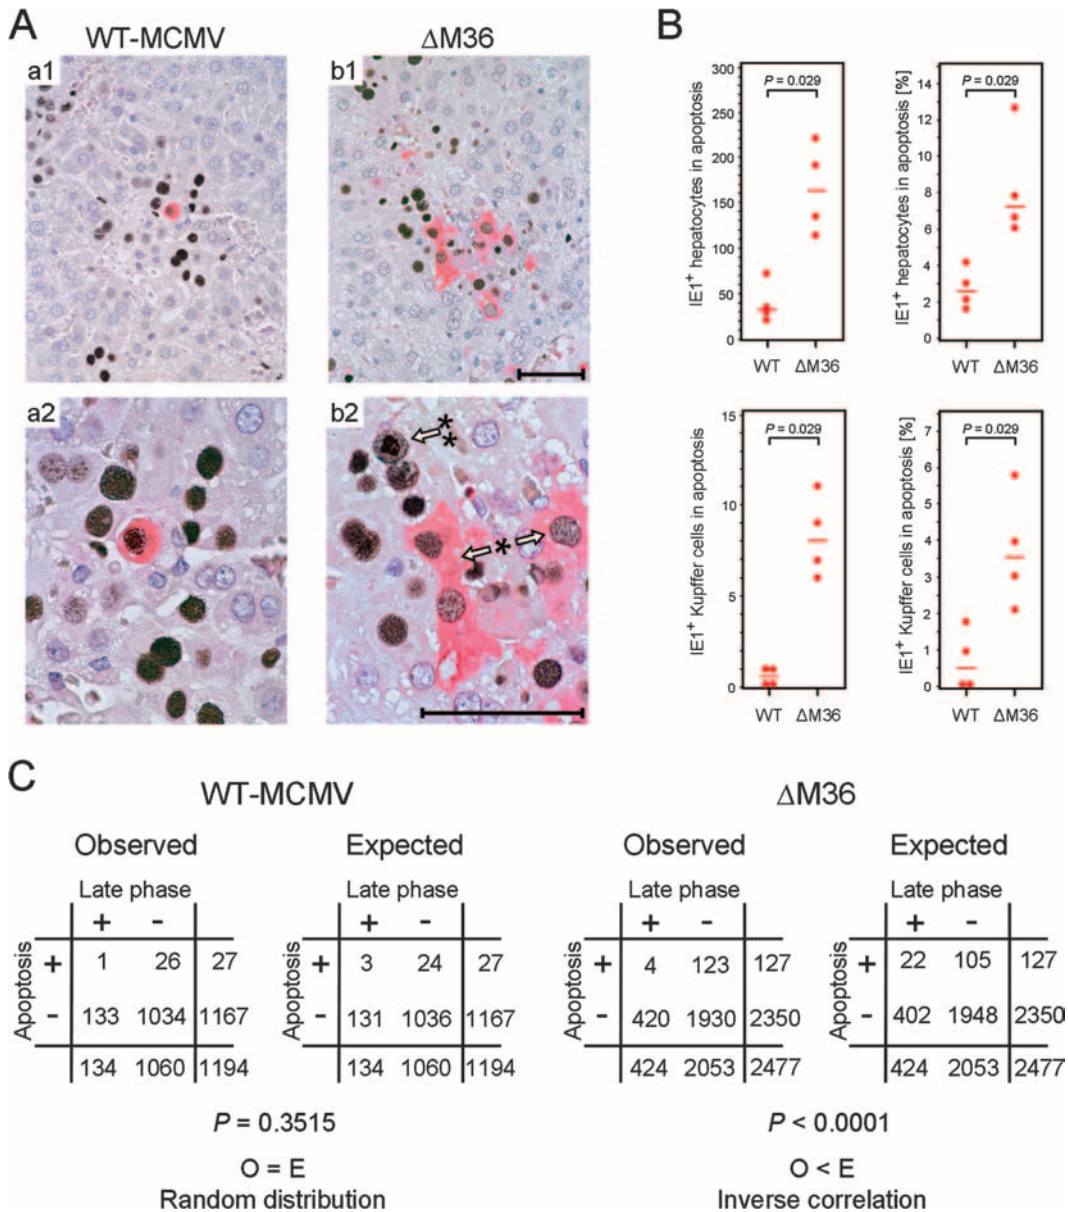 A
WT-MCMV
ΔM36
a1
b1
a2
b2
*
*
*
B
IE1⁺ hepatocytes in apoptosis
300
250
200
150
100
50
0
P = 0.029
WT ΔM36
IE1⁺ hepatocytes in apoptosis [%]
14
12
10
8
6
4
2
0
P = 0.029
WT ΔM36
IE1⁺ Kupffer cells in apoptosis
15
10
5
0
P = 0.029
WT ΔM36
IE1⁺ Kupffer cells in apoptosis [%]
7
6
5
4
3
2
1
0
P = 0.029
WT ΔM36
C
WT-MCMV
Observed
Late phase
+ -
Apoptosis
+ 1 26 27
- 133 1034 1167
134 1060 1194
Expected
Late phase
+ -
Apoptosis
+ 3 24 27
- 131 1036 1167
134 1060 1194
P = 0.3515
O = E
Random distribution
ΔM36
Observed
Late phase
+ -
Apoptosis
+ 4 123 127
- 420 1930 2350
424 2053 2477
Expected
Late phase
+ -
Apoptosis
+ 22 105 127
- 402 1948 2350
424 2053 2477
P < 0.0001
O < E
Inverse correlation